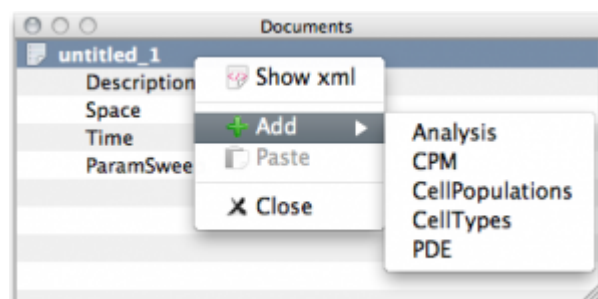 Documents
untitled_1
Description
Space
Time
ParamSwee
Show xml
Add
Paste
Close
Analysis
CPM
CellPopulations
CellTypes
PDE